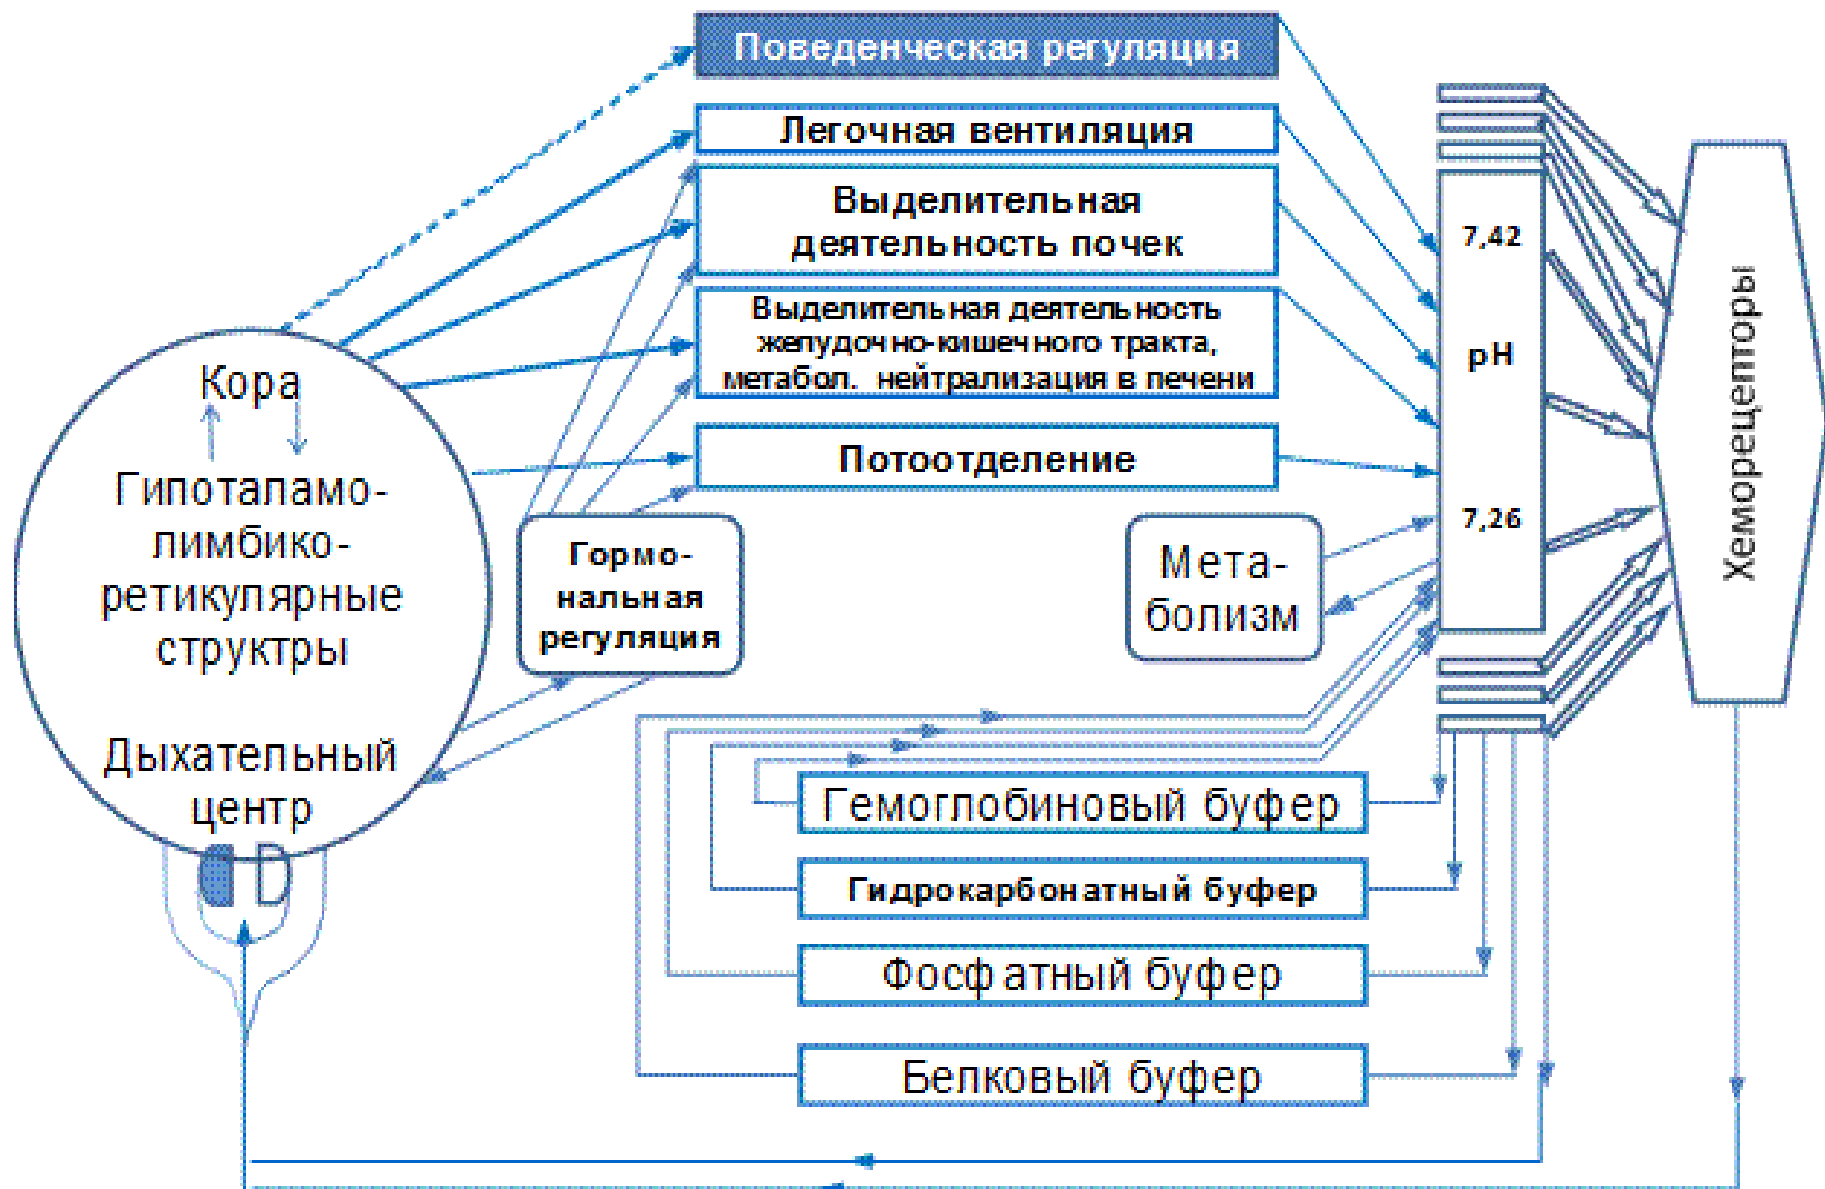 Поведенческая регуляция
Легочная вентиляция
Выделительная
деятельность почек
Выделительная деятельность
желудочно-кишечного тракта,
метабол. нейтрализация в печени
Потоотделение
Кора
Гипоталамо-
лимбико-
ретикулярные
структры
Дыхательный
центр
Гормо-
нальная
регуляция
Мета-
болизм
7,42
pH
7,26
Хеморецепторы
Гемоглобиновый буфер
Гидрокарбонатный буфер
Фосфатный буфер
Белковый буфер